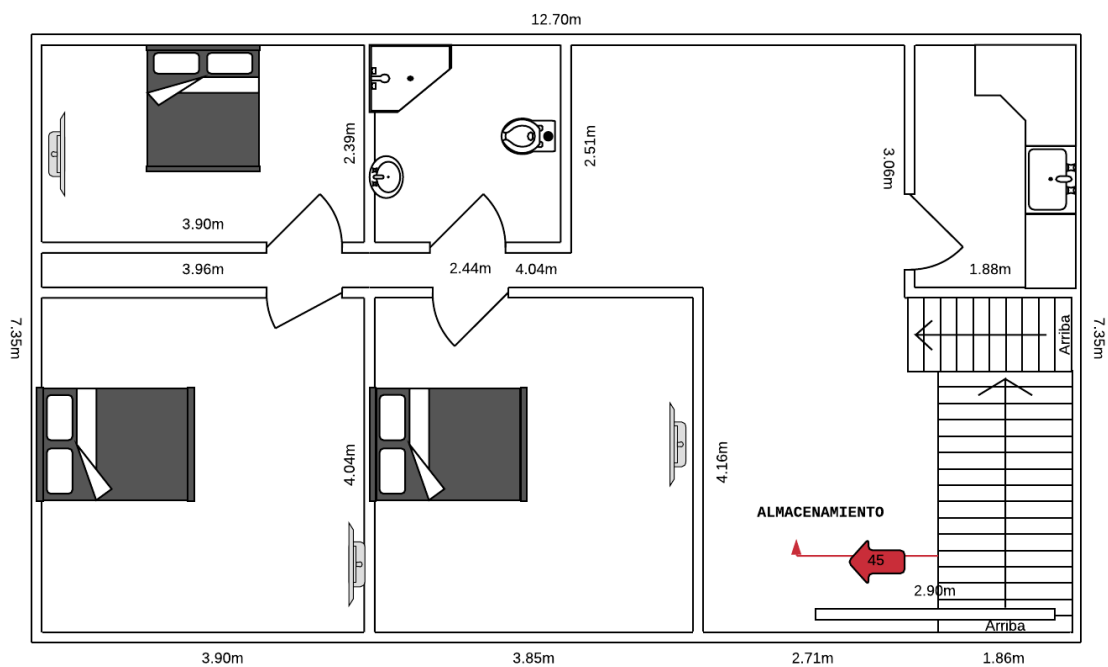 12.70m
2.39m
2.51m
3.06m
3.90m
3.96m
2.44m
4.04m
1.88m
7.35m
7.35m
Arriba
4.04m
4.16m
ALMACENAMIENTO
45
2.90m
Arriba
3.90m
3.85m
2.71m
1.86m